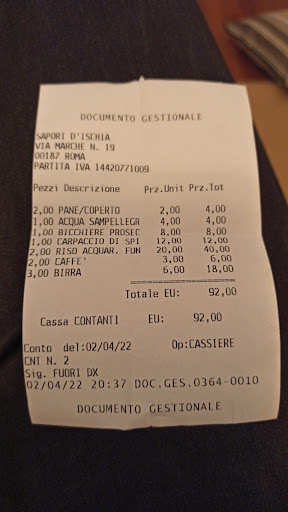 DOCUMENTO GESTIONALE
SAPORI D'ISCHIA
VIA MARCHE N. 19
00187 ROMA
PARTITA IVA 14420771009
Pezzi Descrizione Prz.Unit Prz.Tot
2,00 PANE/COPERTO 2,00 4,00
1,00 ACQUA SAMPELLEGR 4,00 4,00
1,00 BICCHIERE PROSEC 8,00 8,00
1,00 CARPACCIO DI SPI 12,00 12,00
2,00 RISO ACQUAR. FUN 20,00 40,00
2,00 CAFFE' 3,00 6,00
3,00 BIRRA 6,00 18,00
Totale EU: 92,00
Cassa CONTANTI EU: 92,00
Conto del:02/04/22 Op:CASSIERE
CNT N. 2
Sig. FUORI DX
02/04/22 20:37 DOC.GES.0364-0010
DOCUMENTO GESTIONALE